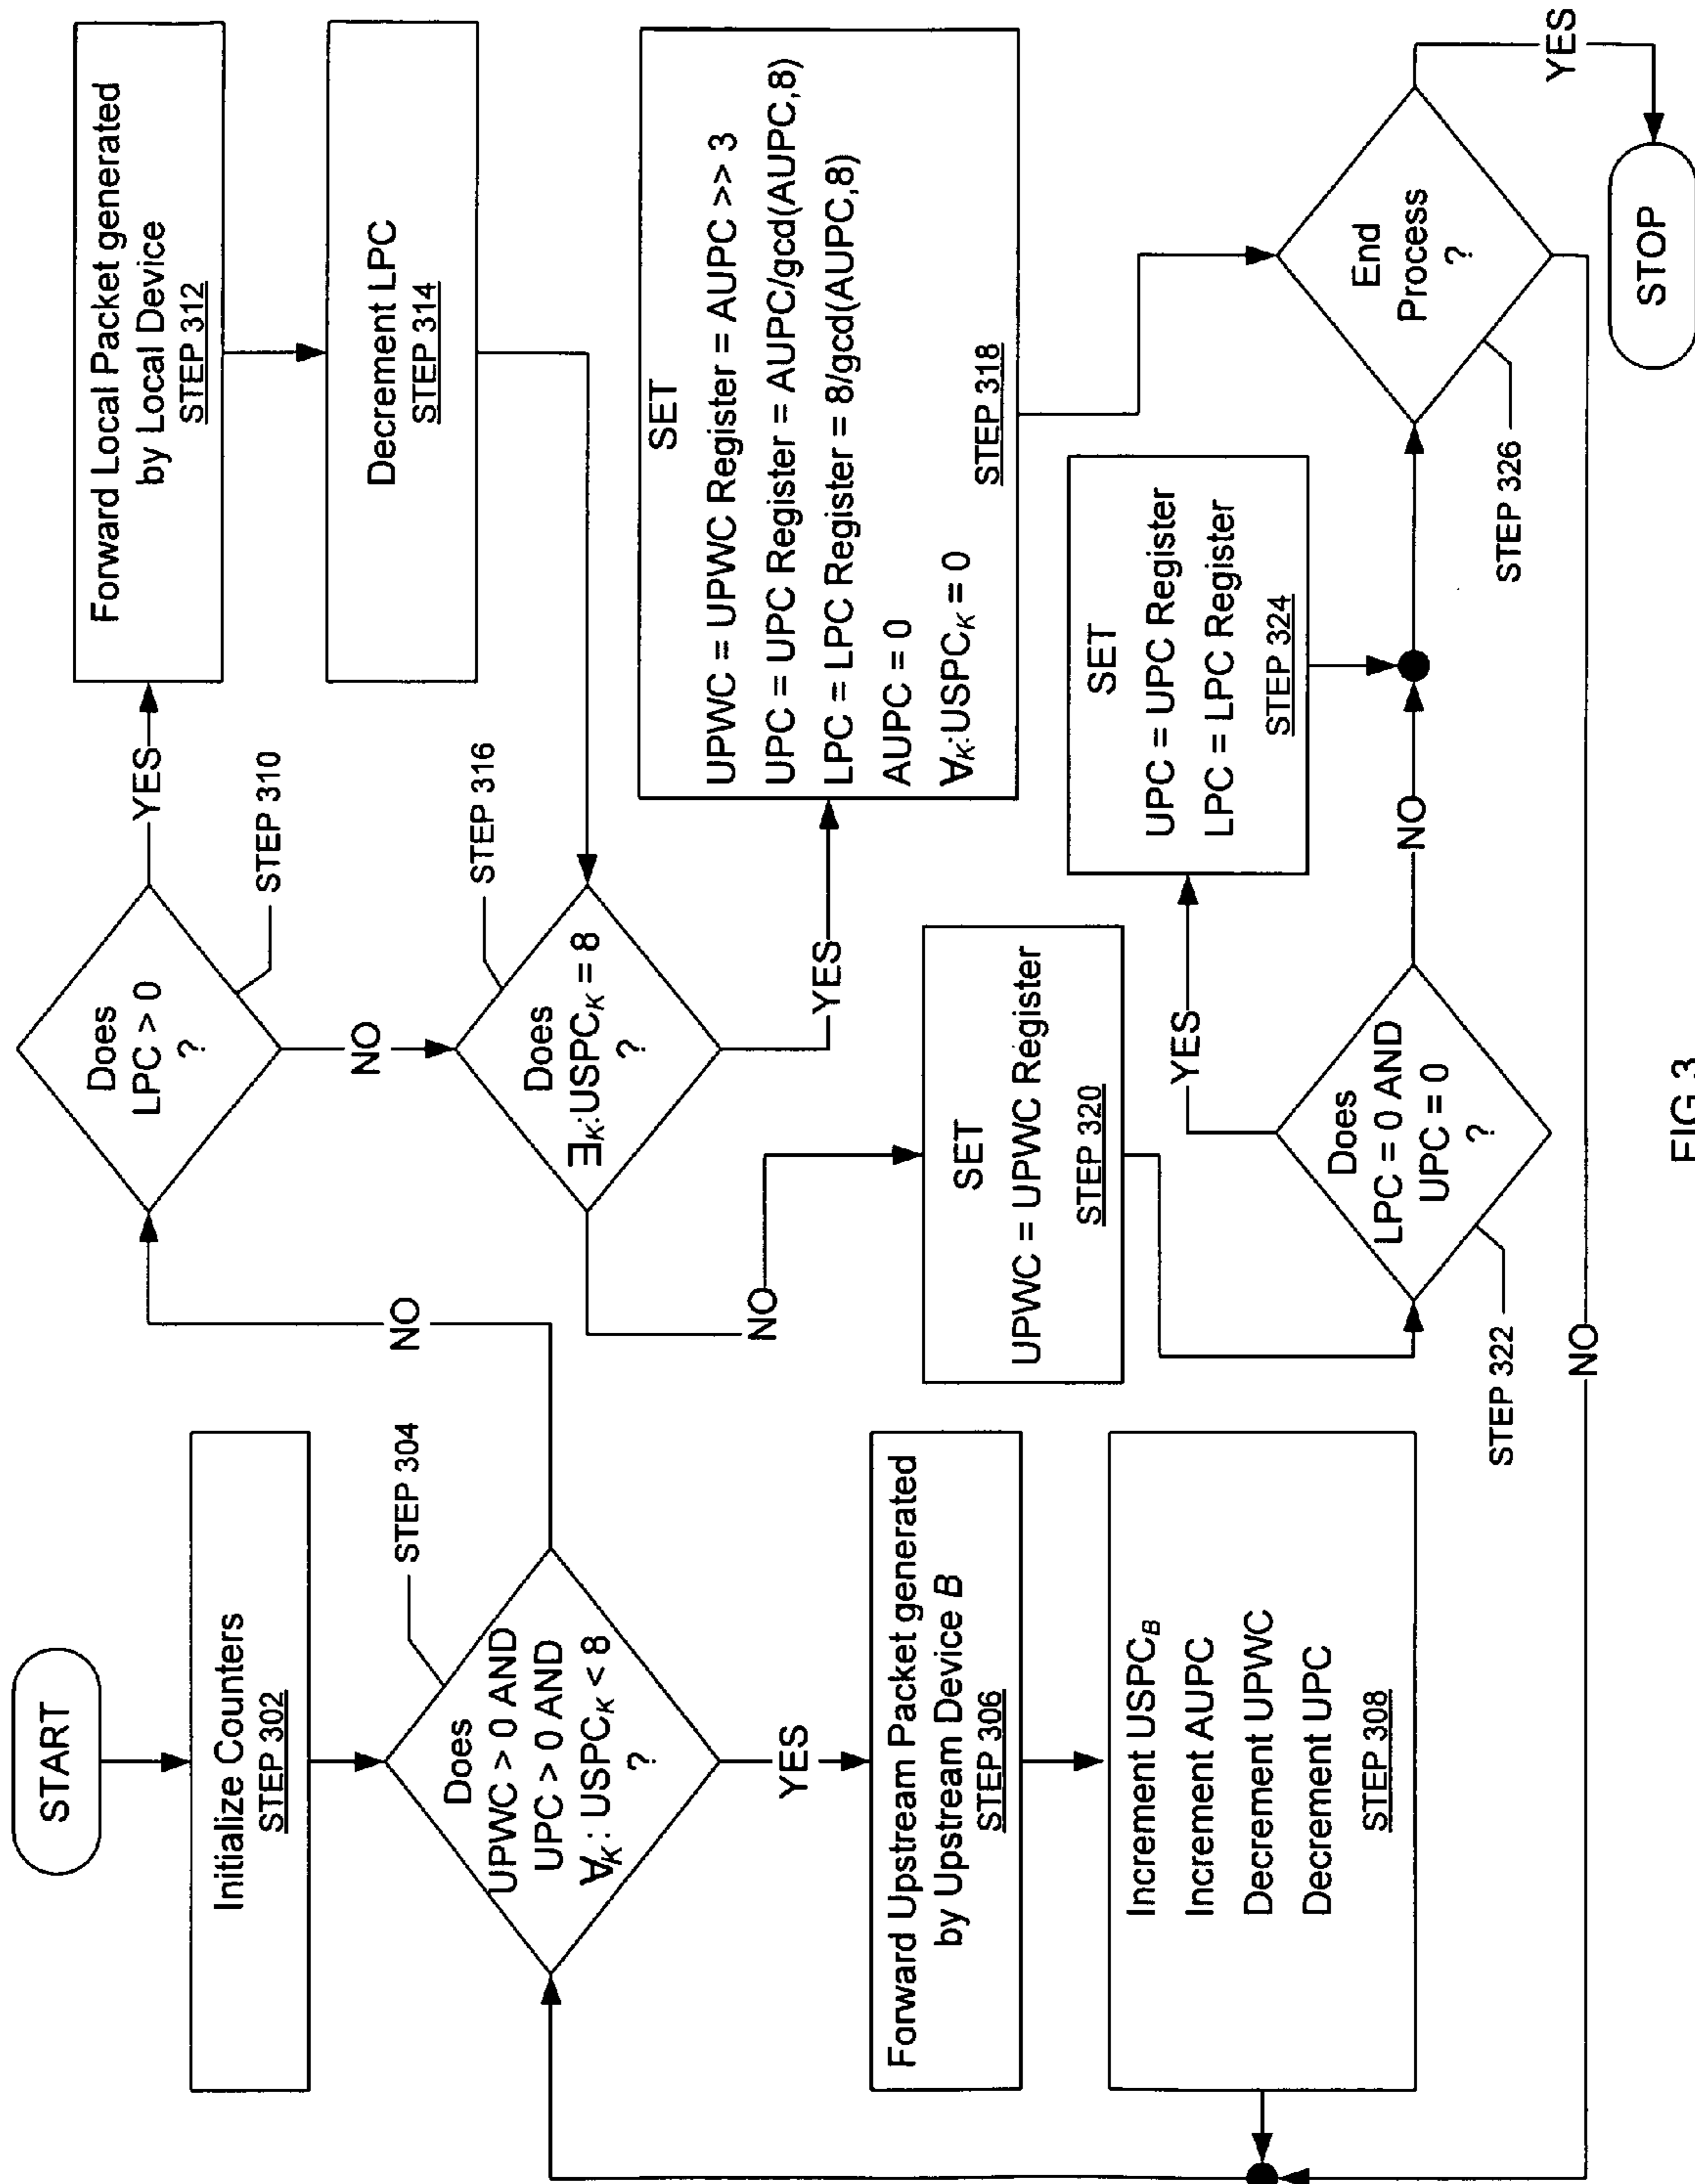 START
Initialize Counters
STEP 302
STEP 304
Does
UPWC > 0 AND
UPC > 0 AND
∀K: USPCK < 8
?
YES
NO
Forward Upstream Packet generated
by Upstream Device B
STEP 306
Increment USPCB
Increment AUPC
Decrement UPWC
Decrement UPC
STEP 308
Does
LPC > 0
?
STEP 310
YES
NO
Forward Local Packet generated
by Local Device
STEP 312
Decrement LPC
STEP 314
STEP 316
Does
∃K:USPCK = 8
?
YES
NO
SET
UPWC = UPWC Register = AUPC >> 3
UPC = UPC Register = AUPC/gcd(AUPC,8)
LPC = LPC Register = 8/gcd(AUPC,8)
AUPC = 0
∀K:USPCK = 0
STEP 318
SET
UPWC = UPWC Register
STEP 320
Does
LPC = 0 AND
UPC = 0
?
STEP 322
YES
NO
SET
UPC = UPC Register
LPC = LPC Register
STEP 324
End
Process
?
STEP 326
YES
NO
STOP
FIG 3